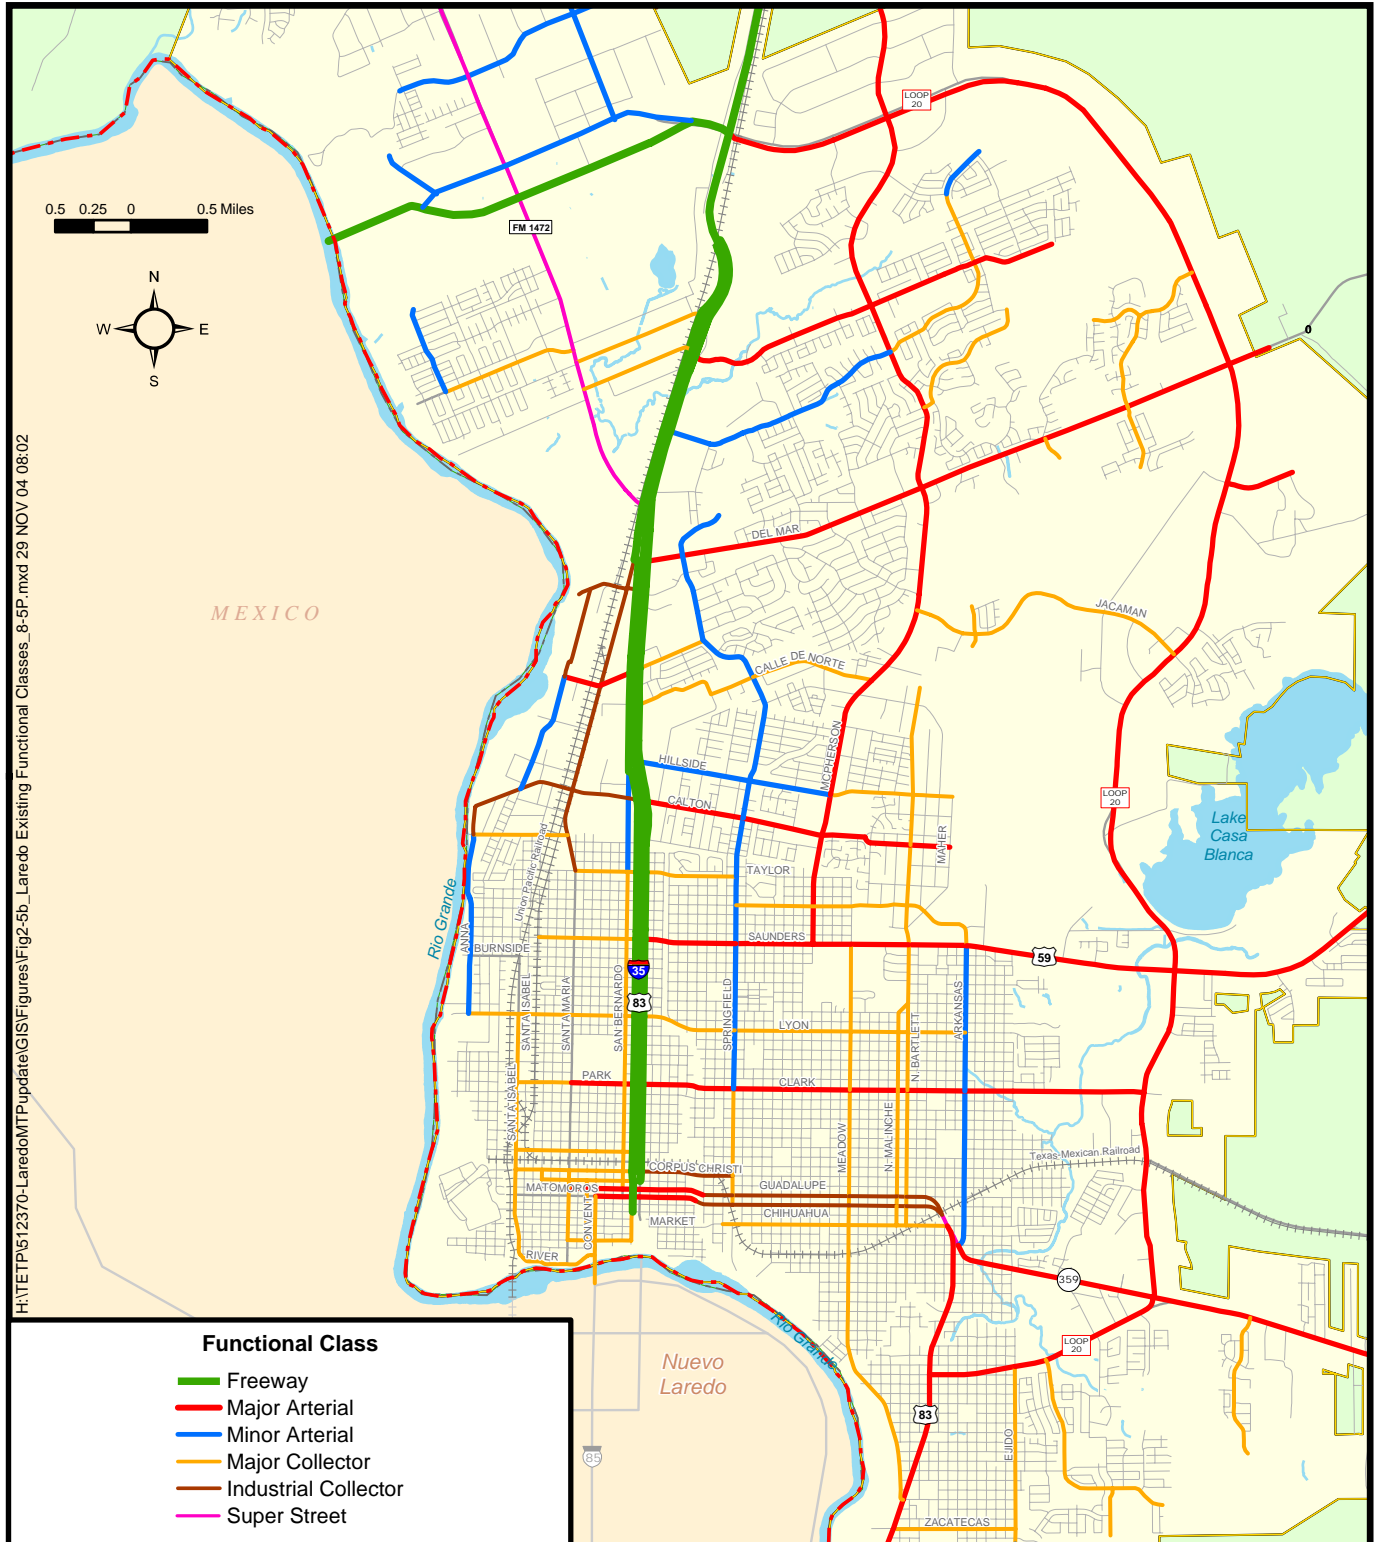 LOOP
20
0.5 0.25 0 0.5 Miles
FM 1472
N
W E
S
0
H:\TETP\512370-LaredoMTPupdate\GIS\Figures\Fig2-5b_Laredo Existing Functional Classes_8-5P.mxd 29 NOV 04 08:02
DEL MAR
MEXICO
JACAMAN
CALLE DE NORTE
MCPHERSON
HILLSIDE
CALTON
LOOP
20
Lake
Casa
Blanca
MAHER
Union Pacific Railroad
TAYLOR
Rio Grande
ANNA
BURNSIDE
SAUNDERS
59
35
83
SANTA ISABEL
SANTA MARIA
SAN BERNARDO
SPRINGFIELD
ARKANSAS
LYON
N. BARTLETT
PARK
CLARK
SANTA ISABEL
MEADOW
N. MALINCHE
Texas-Mexican Railroad
CORPUS CHRISTI
MATOMOROS
GUADALUPE
CONVENT
MARKET
CHIHUAHUA
RIVER
359
Rio Grande
LOOP
20
Nuevo
Laredo
83
EJIDO
85
ZACATECAS
Functional Class
Freeway
Major Arterial
Minor Arterial
Major Collector
Industrial Collector
Super Street